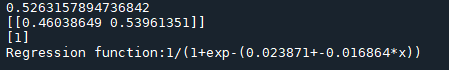 0.5263157894736842
[[0.46038649 0.53961351]]
[1]
Regression function:1/(1+exp-(0.023871+-0.016864*x))